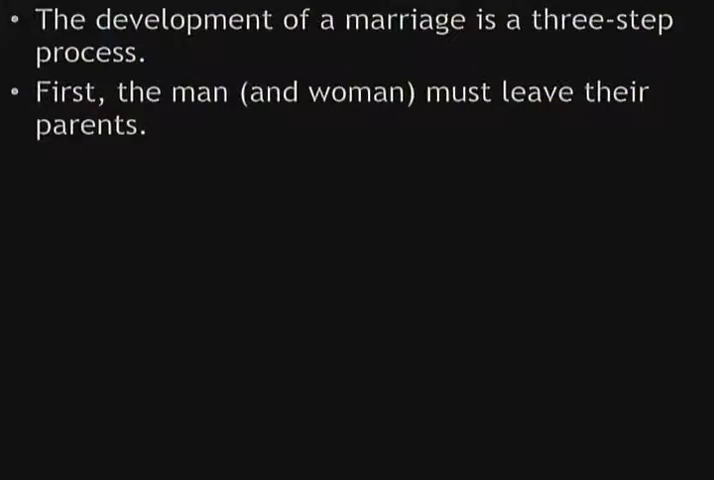 • The development of a marriage is a three-step
process.
• First, the man (and woman) must leave their
parents.